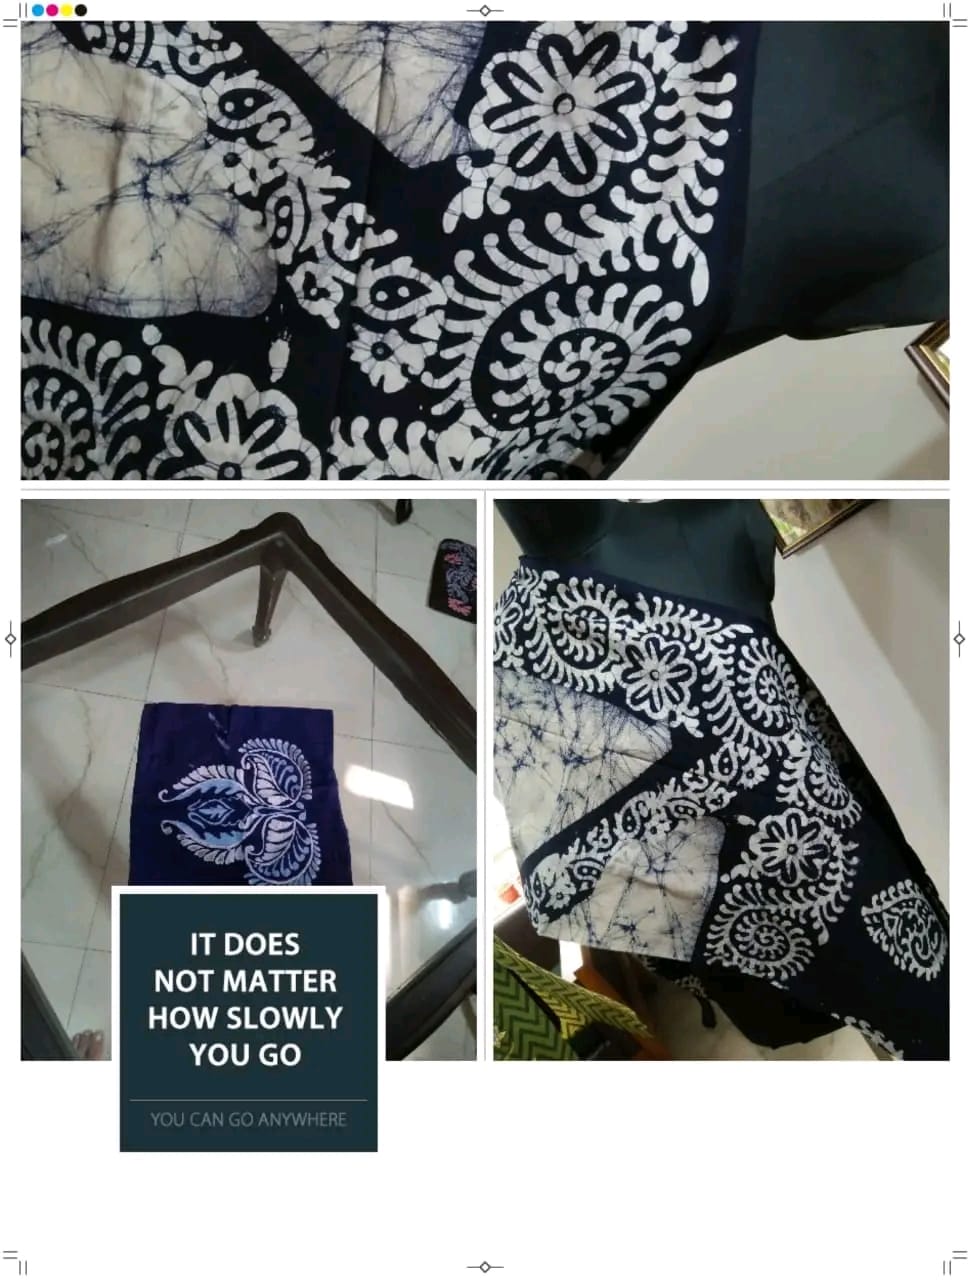 IT DOES
NOT MATTER
HOW SLOWLY
YOU GO
YOU CAN GO ANYWHERE